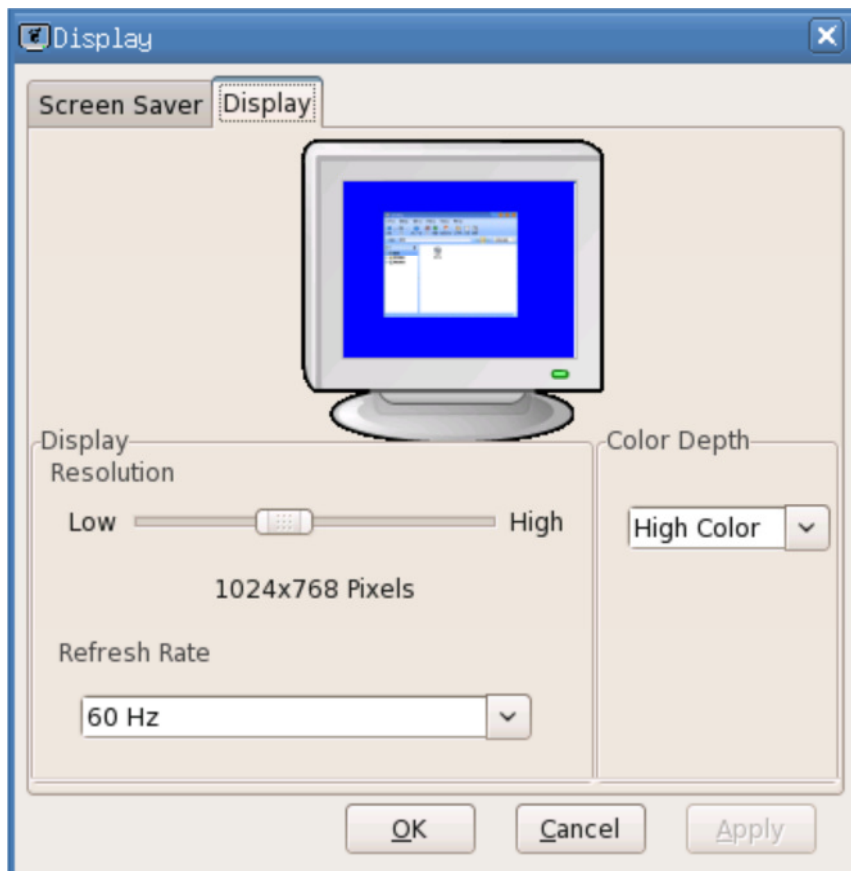 Display
Screen Saver
Display
Display
Color Depth
Resolution
Low
High
High Color
1024x768 Pixels
Refresh Rate
60 Hz
OK
Cancel
Apply